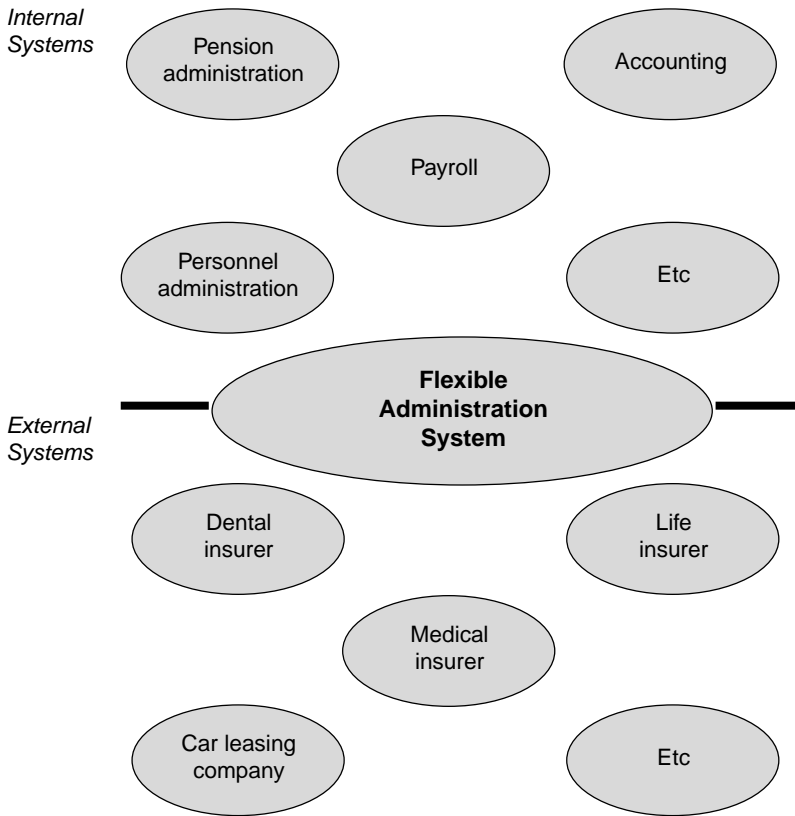 Internal
Systems
Pension
administration
Accounting
Payroll
Personnel
administration
Etc
Flexible
Administration
System
External
Systems
Dental
insurer
Life
insurer
Medical
insurer
Car leasing
company
Etc